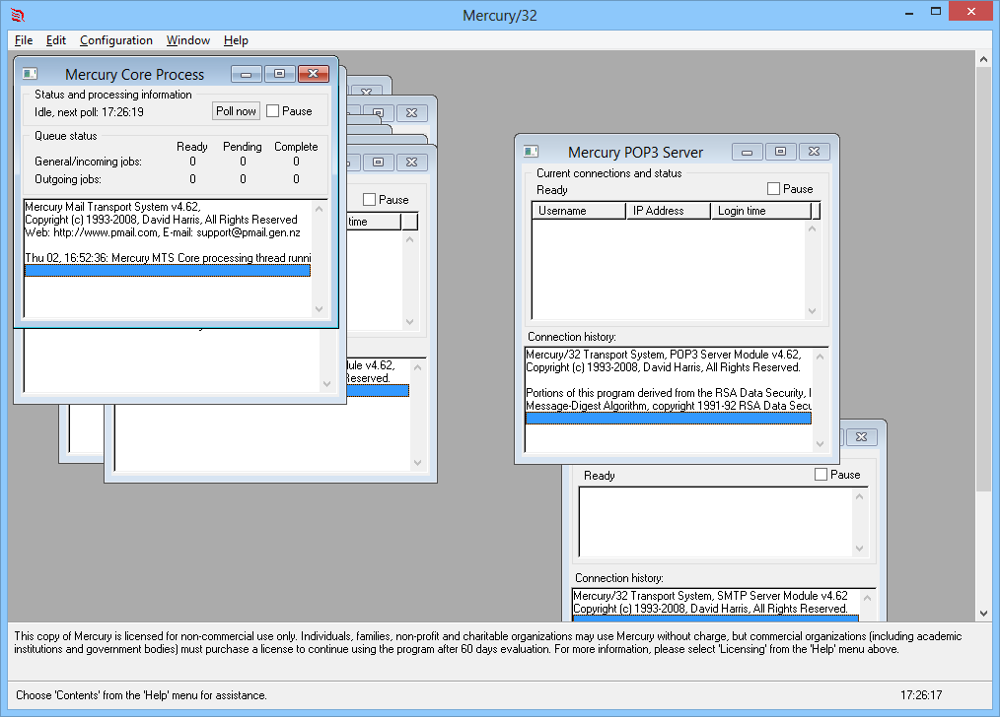 Mercury/32
File Edit Configuration Window Help
Mercury Core Process
Status and processing information
Idle, next poll: 17:26:19 Poll now Pause
Queue status
Ready Pending Complete
General/incoming jobs: 0 0 0
Outgoing jobs: 0 0 0
Mercury Mail Transport System v4.62,
Copyright (c) 1993-2008, David Harris, All Rights Reserved
Web: http://www.pmail.com, E-mail: support@pmail.gen.nz
Thu 02, 16:52:36: Mercury MTS Core processing thread runni
Pause
time
ule v4.62,
Reserved.
Mercury POP3 Server
Current connections and status
Ready Pause
Username IP Address Login time
Connection history:
Mercury/32 Transport System, POP3 Server Module v4.62,
Copyright (c) 1993-2008, David Harris, All Rights Reserved.
Portions of this program derived from the RSA Data Security, I
Message-Digest Algorithm, copyright 1991-92 RSA Data Secu
Ready Pause
Connection history:
Mercury/32 Transport System, SMTP Server Module v4.62
Copyright (c) 1993-2008, David Harris, All Rights Reserved.
This copy of Mercury is licensed for non-commercial use only. Individuals, families, non-profit and charitable organizations may use Mercury without charge, but commercial organizations (including academic
institutions and government bodies) must purchase a license to continue using the program after 60 days evaluation. For more information, please select 'Licensing' from the 'Help' menu above.
Choose 'Contents' from the 'Help' menu for assistance. 17:26:17